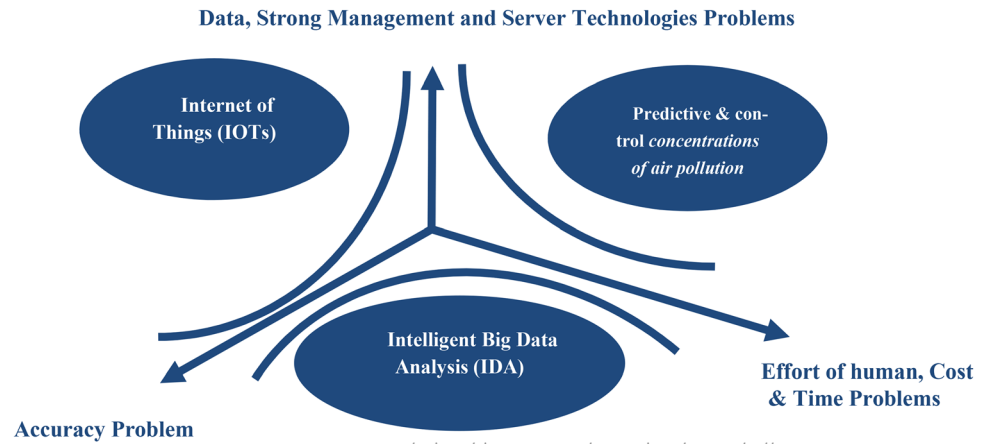 Data, Strong Management and Server Technologies Problems
Internet of
Things (IOTs)
Predictive & con-
trol concentrations
of air pollution
Intelligent Big Data
Analysis (IDA)
Effort of human, Cost
& Time Problems
Accuracy Problem